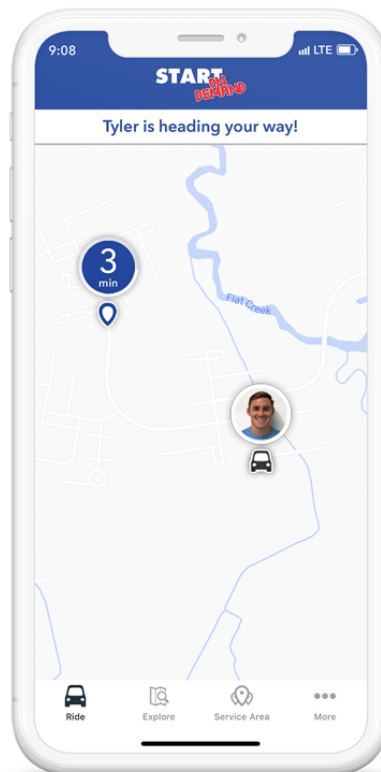 9:08
LTE
START
ON
DEMAND
Tyler is heading your way!
3
min
Flat Creek
Ride
Explore
Service Area
More